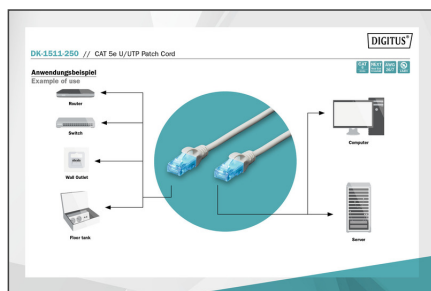 DIGITUS®
DK-1511-250 // CAT 5e U/UTP Patch Cord
Anwendungsbeispiel
Example of use
Router
Switch
Wall Outlet
Floor tank
Computer
Server